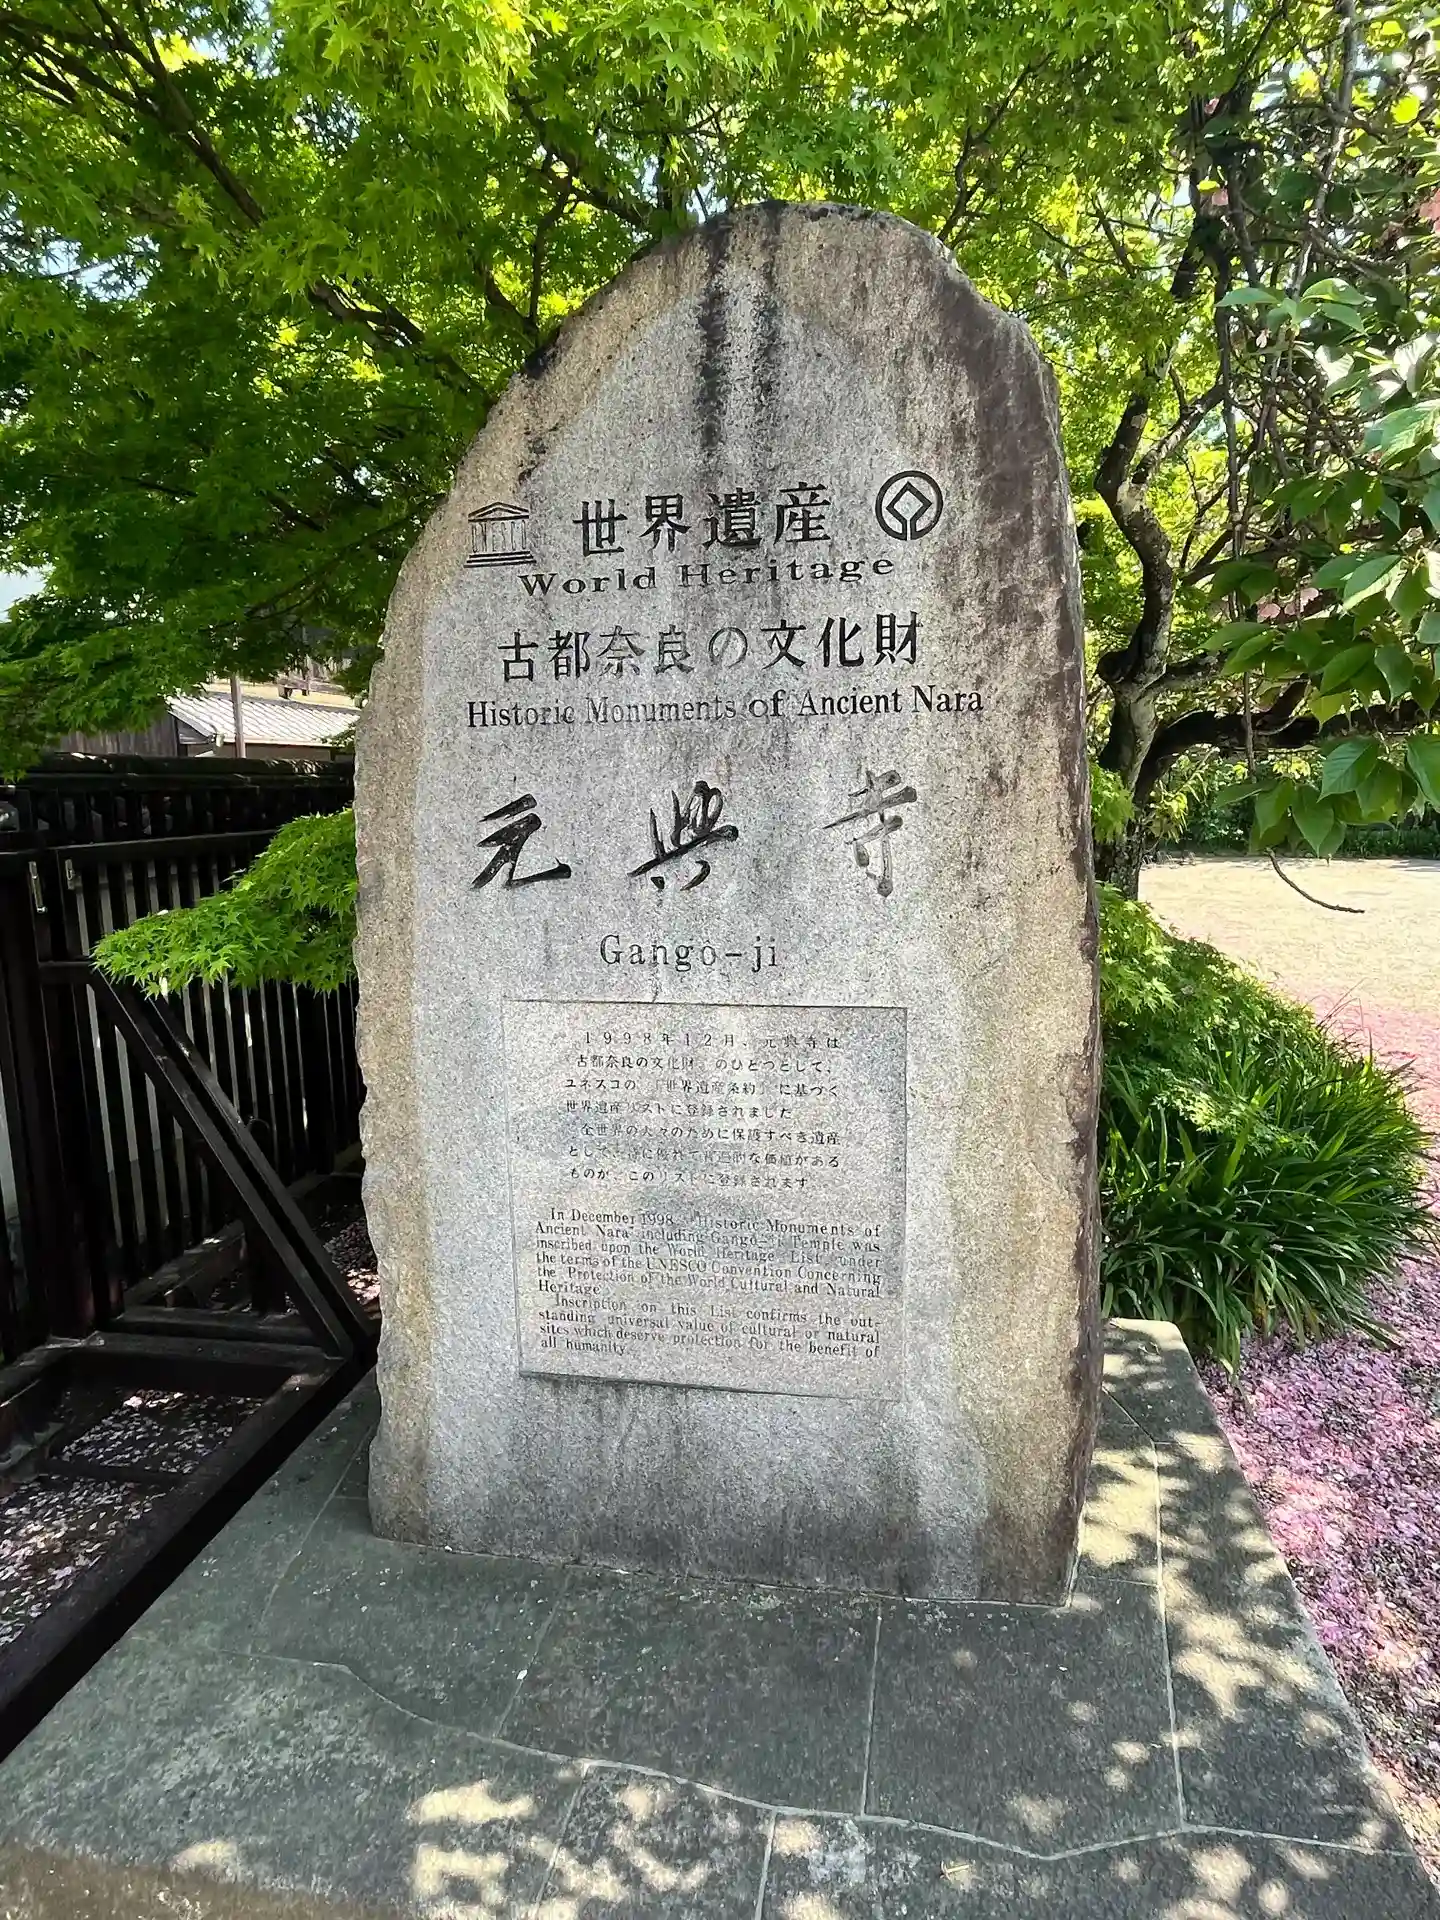 世界遺産
World Heritage
古都奈良の文化財
Historic Monuments of Ancient Nara
元興寺
Gangō-ji
1998年12月、元興寺は
「古都奈良の文化財」のひとつとして、
ユネスコの「世界遺産条約」に基づく
世界遺産リストに登録されました
全世界の人々のために保護すべき遺産
として な価値がある
ものが、このリストに登録されます
In December 1998, "Historic Monuments of
Ancient Nara" including Gangō-ji Temple was
inscribed upon the World Heritage List under
the terms of the UNESCO Convention Concerning
the Protection of the World Cultural and Natural
Heritage.
Inscription on this List confirms the out-
standing universal value of cultural or natural
sites which deserve protection for the benefit of
all humanity.